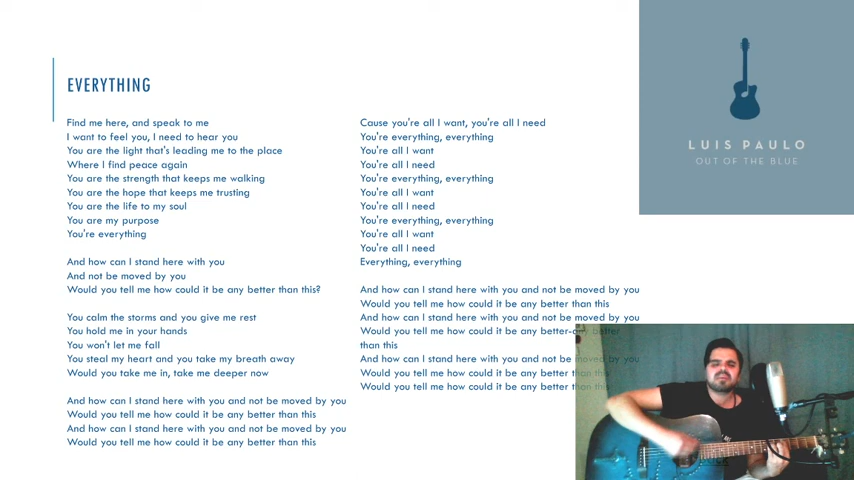 EVERYTHING
Find me here, and speak to me
I want to feel you, I need to hear you
You are the light that's leading me to the place
Where I find peace again
You are the strength that keeps me walking
You are the hope that keeps me trusting
You are the life to my soul
You are my purpose
You're everything
And how can I stand here with you
And not be moved by you
Would you tell me how could it be any better than this?
You calm the storms and you give me rest
You hold me in your hands
You won't let me fall
You steal my heart and you take my breath away
Would you take me in, take me deeper now
And how can I stand here with you and not be moved by you
Would you tell me how could it be any better than this
And how can I stand here with you and not be moved by you
Would you tell me how could it be any better than this
Cause you're all I want, you're all I need
You're everything, everything
You're all I want
You're all I need
You're everything, everything
You're all I want
You're all I need
You're everything, everything
You're all I want
You're all I need
Everything, everything
And how can I stand here with you and not be moved by you
Would you tell me how could it be any better than this
And how can I stand here with you and not be moved by you
Would you tell me how could it be any better-any better
than this
And how can I stand here with you and not be moved by you
Would you tell me how could it be any better than this
Would you tell me how could it be any better than this
LUIS PAULO
OUT OF THE BLUE